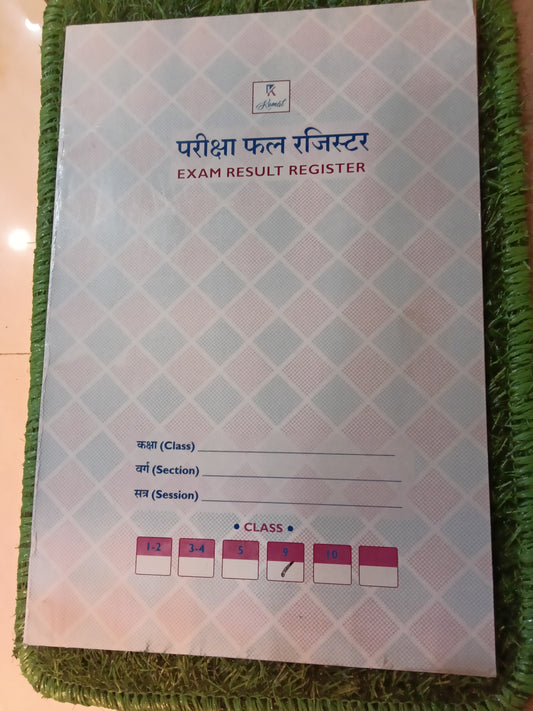 परीक्षा फल रजिस्टर
EXAM RESULT REGISTER
कक्षा (Class)
वर्ग (Section)
सत्र (Session)
• CLASS •
1-2 3-4 5 9 10